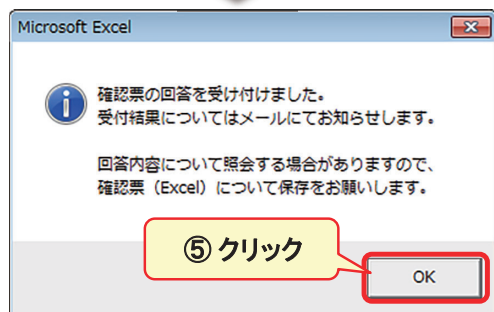 Microsoft Excel
確認票の回答を受け付けました。
受付結果についてはメールにてお知らせします。
回答内容について照会する場合がありますので、
確認票（Excel）について保存をお願いします。
⑤ クリック
OK